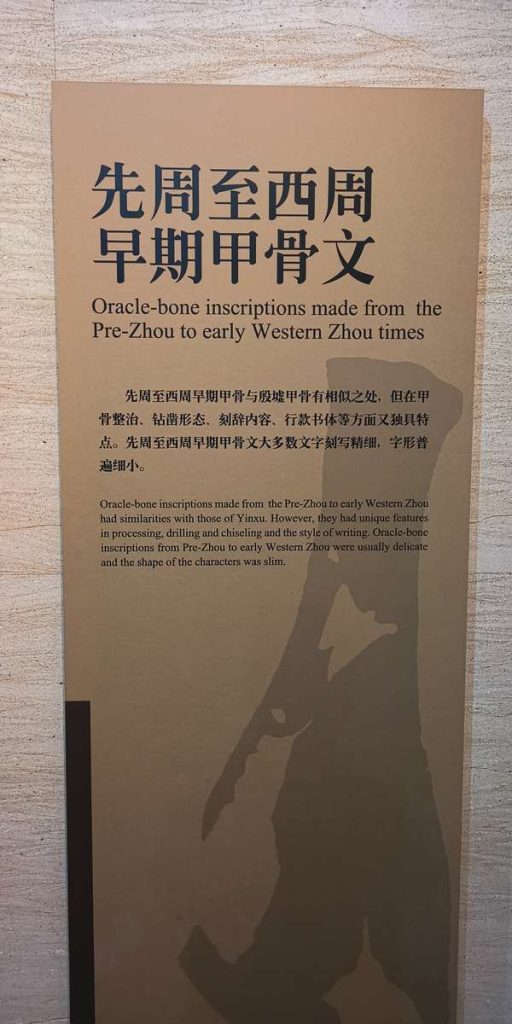 先周至西周
早期甲骨文
Oracle-bone inscriptions made from the
Pre-Zhou to early Western Zhou times
先周至西周早期甲骨与殷墟甲骨有相似之处，但在甲
骨整治、钻凿形态、刻辞内容、行款书体等方面又独具特
点。先周至西周早期甲骨文大多数文字刻写精细，字形普
遍细小。
Oracle-bone inscriptions made from the Pre-Zhou to early Western Zhou
had similarities with those of Yinxu. However, they had unique features
in processing, drilling and chiseling and the style of writing. Oracle-bone
inscriptions from Pre-Zhou to early Western Zhou were usually delicate
and the shape of the characters was slim.